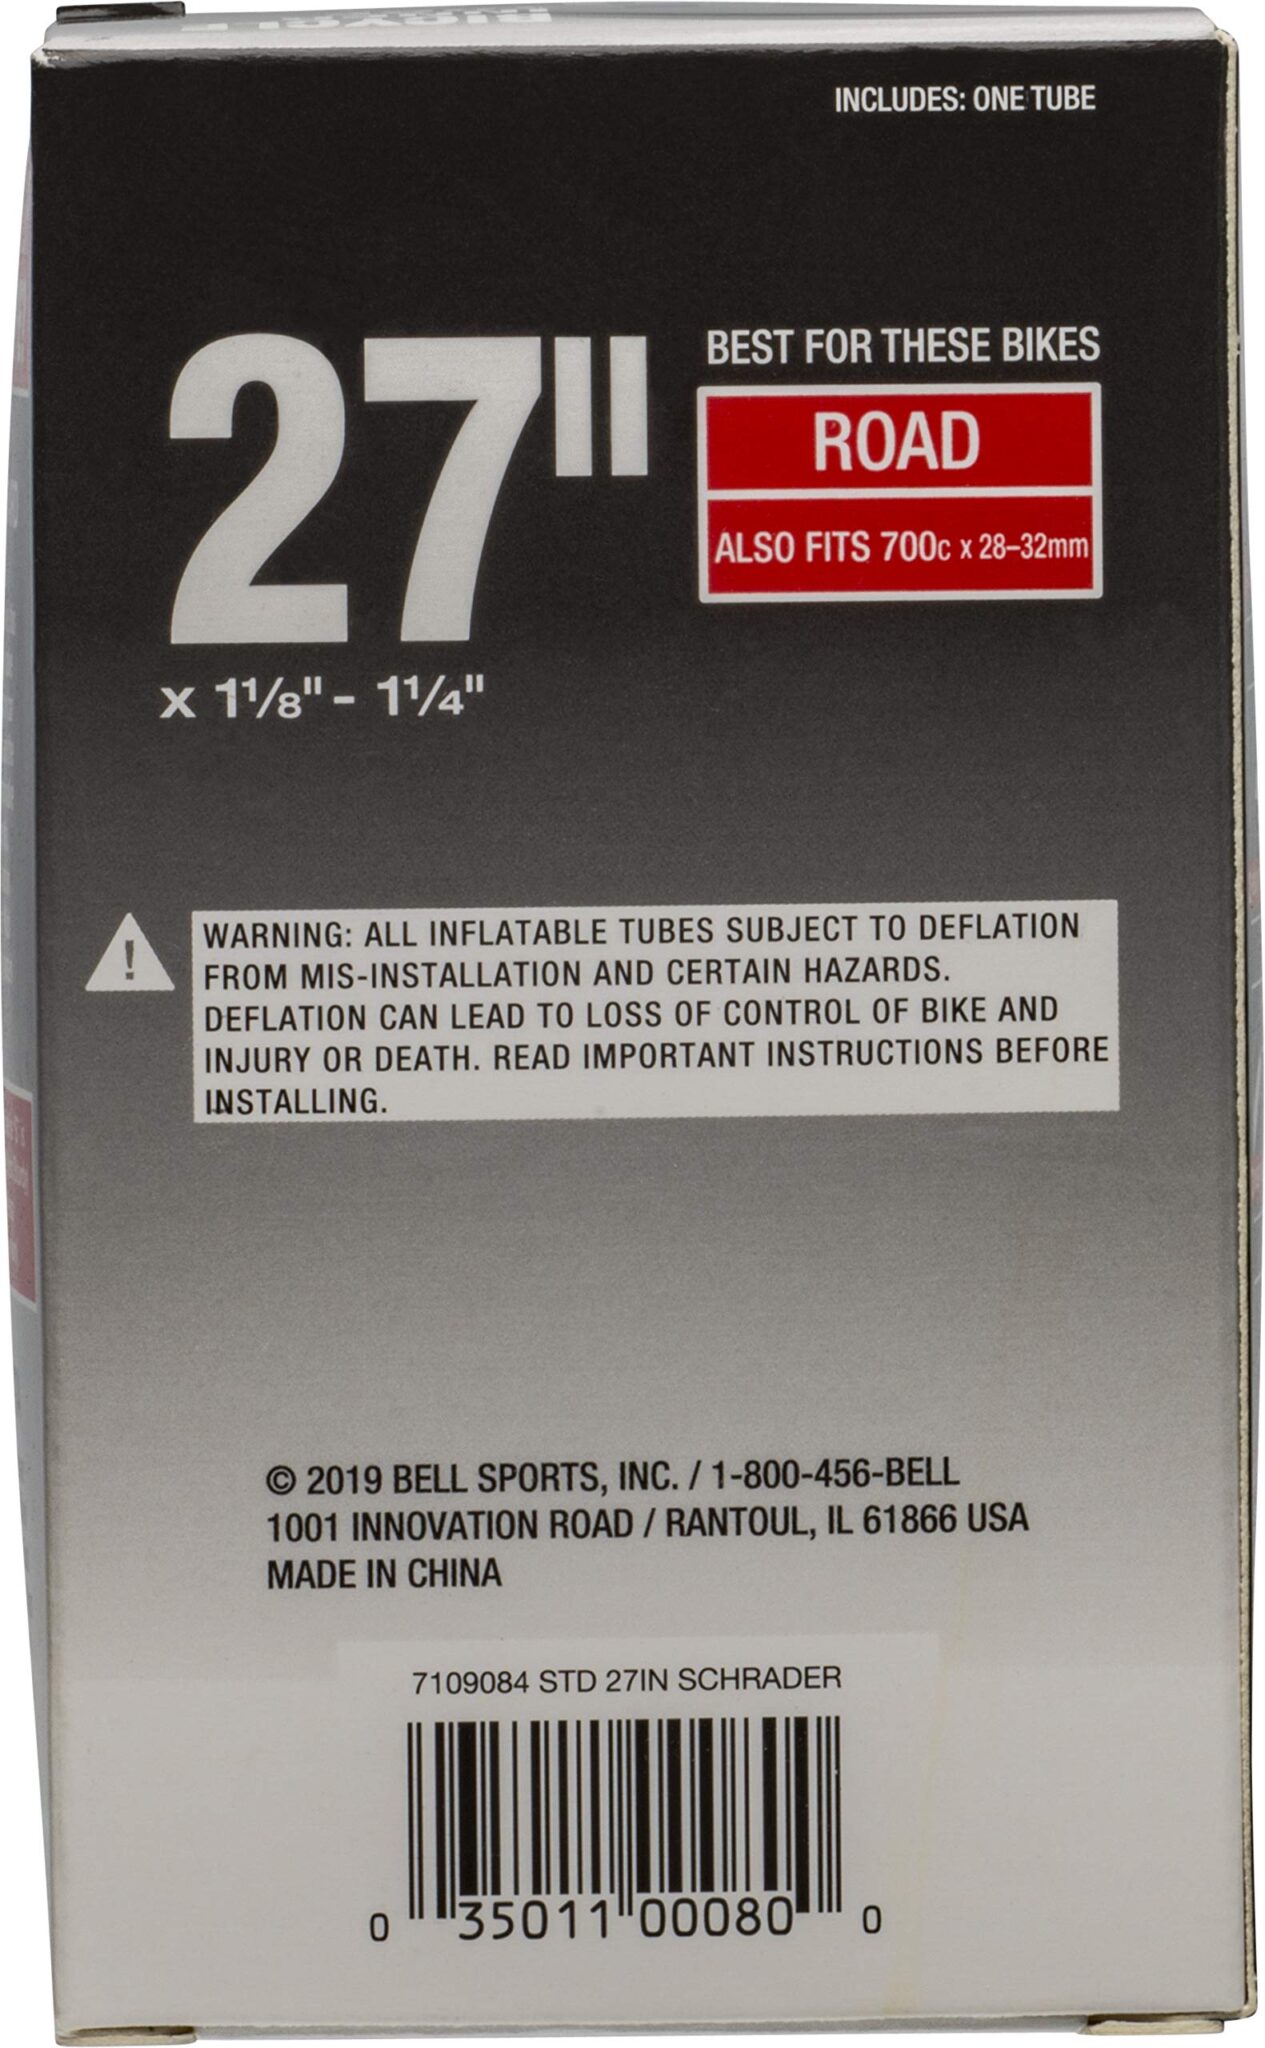 INCLUDES: ONE TUBE
27"
x 1⅛" - 1¼"
BEST FOR THESE BIKES
ROAD
ALSO FITS 700c x 28–32mm
WARNING: ALL INFLATABLE TUBES SUBJECT TO DEFLATION
FROM MIS-INSTALLATION AND CERTAIN HAZARDS.
DEFLATION CAN LEAD TO LOSS OF CONTROL OF BIKE AND
INJURY OR DEATH. READ IMPORTANT INSTRUCTIONS BEFORE
INSTALLING.
© 2019 BELL SPORTS, INC. / 1-800-456-BELL
1001 INNOVATION ROAD / RANTOUL, IL 61866 USA
MADE IN CHINA
7109084 STD 27IN SCHRADER
0 35011 00080 0